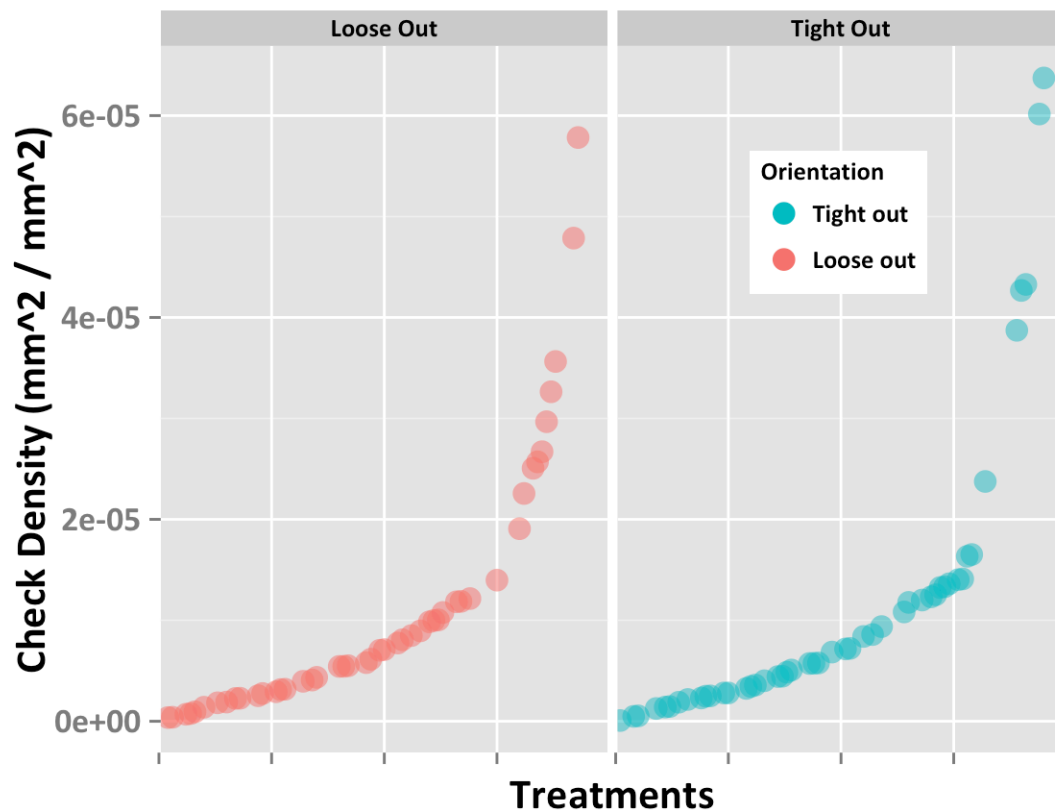 Loose Out
Tight Out
6e-05
4e-05
2e-05
0e+00
Check Density (mm^2 / mm^2)
Orientation
Tight out
Loose out
Treatments